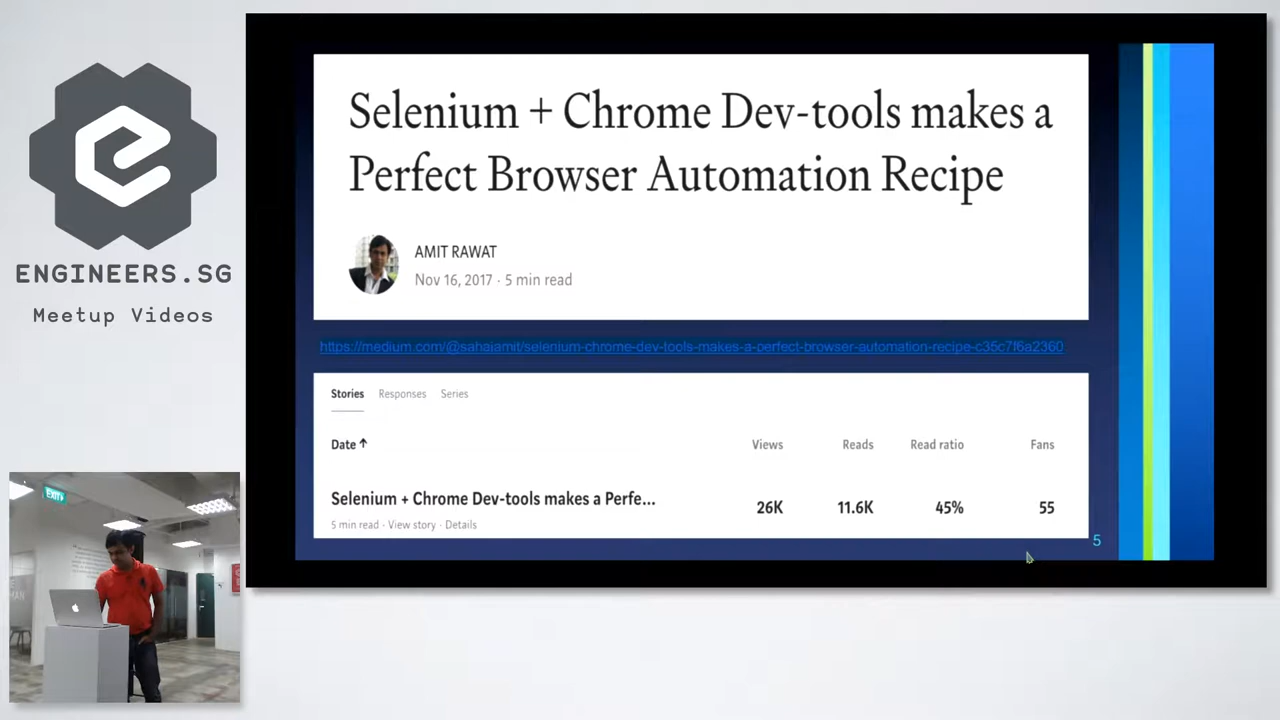 ENGINEERS.SG
Meetup Videos
Selenium + Chrome Dev-tools makes a
Perfect Browser Automation Recipe
AMIT RAWAT
Nov 16, 2017 · 5 min read
https://medium.com/@sahajamit/selenium-chrome-dev-tools-makes-a-perfect-browser-automation-recipe-c35c7f6a2360
Stories Responses Series
Date ↑ Views Reads Read ratio Fans
Selenium + Chrome Dev-tools makes a Perfe... 26K 11.6K 45% 55
5 min read · View story · Details
5
EXIT